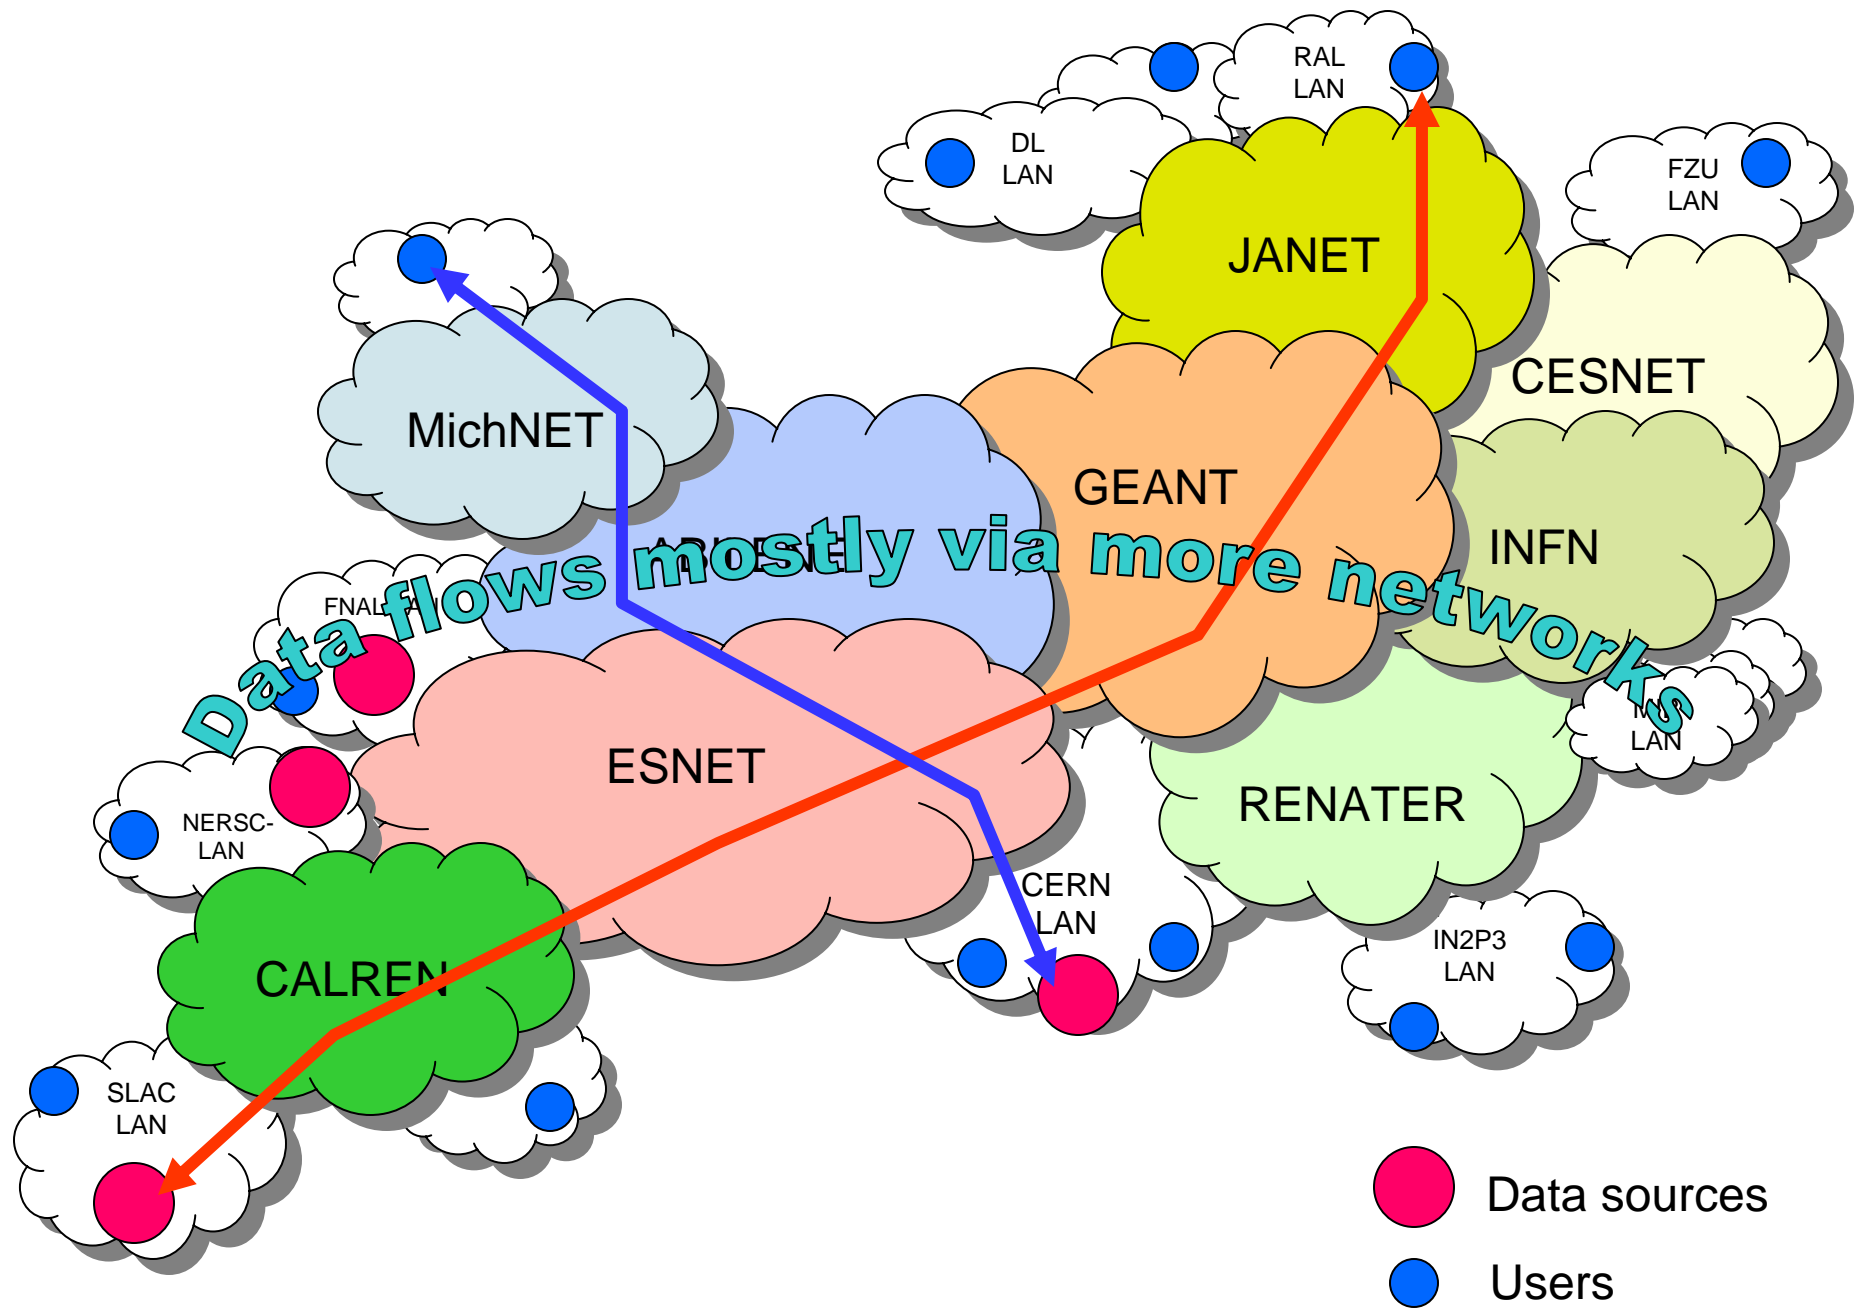 RAL
LAN
DL
LAN
FZU
LAN
JANET
CESNET
MichNET
GEANT
INFN
ABILENE
Data flows mostly via more networks
FNAL
LAN
ESNET
RENATER
NERSC-
LAN
CERN
LAN
IN2P3
LAN
CALREN
SLAC
LAN
Data sources
Users